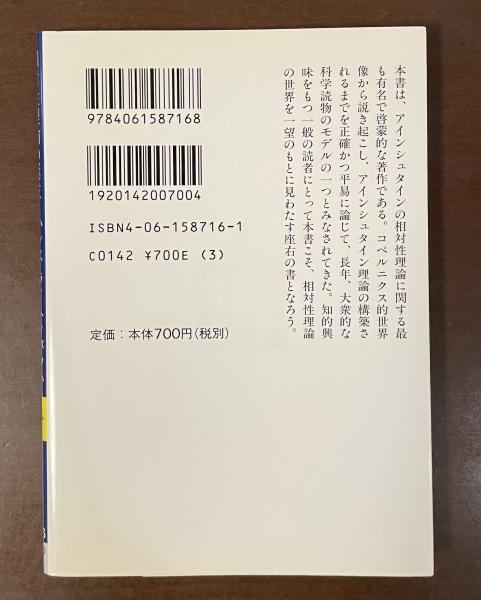 本書は、アインシュタインの相対性理論に関する最
も有名で啓蒙的な著作である。コペルニクス的世界
像から説き起こし、アインシュタイン理論の構築さ
れるまでを正確かつ平易に論じて、長年、大衆的な
科学読物のモデルの一つとみなされてきた。知的興
味をもつ一般の読者にとって本書こそ、相対性理論
の世界を一望のもとに見わたす座右の書となろう。
9784061587168
1920142007004
ISBN4-06-158716-1
C0142 ¥700E (3)
定価：本体700円(税別)